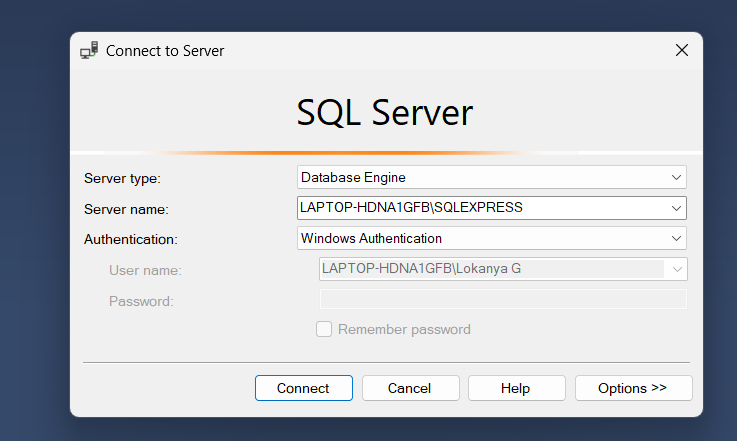 Connect to Server
SQL Server
Server type: Database Engine
Server name: LAPTOP-HDNA1GFB\SQLEXPRESS
Authentication: Windows Authentication
User name: LAPTOP-HDNA1GFB\Lokanya G
Password:
Remember password
Connect Cancel Help Options >>